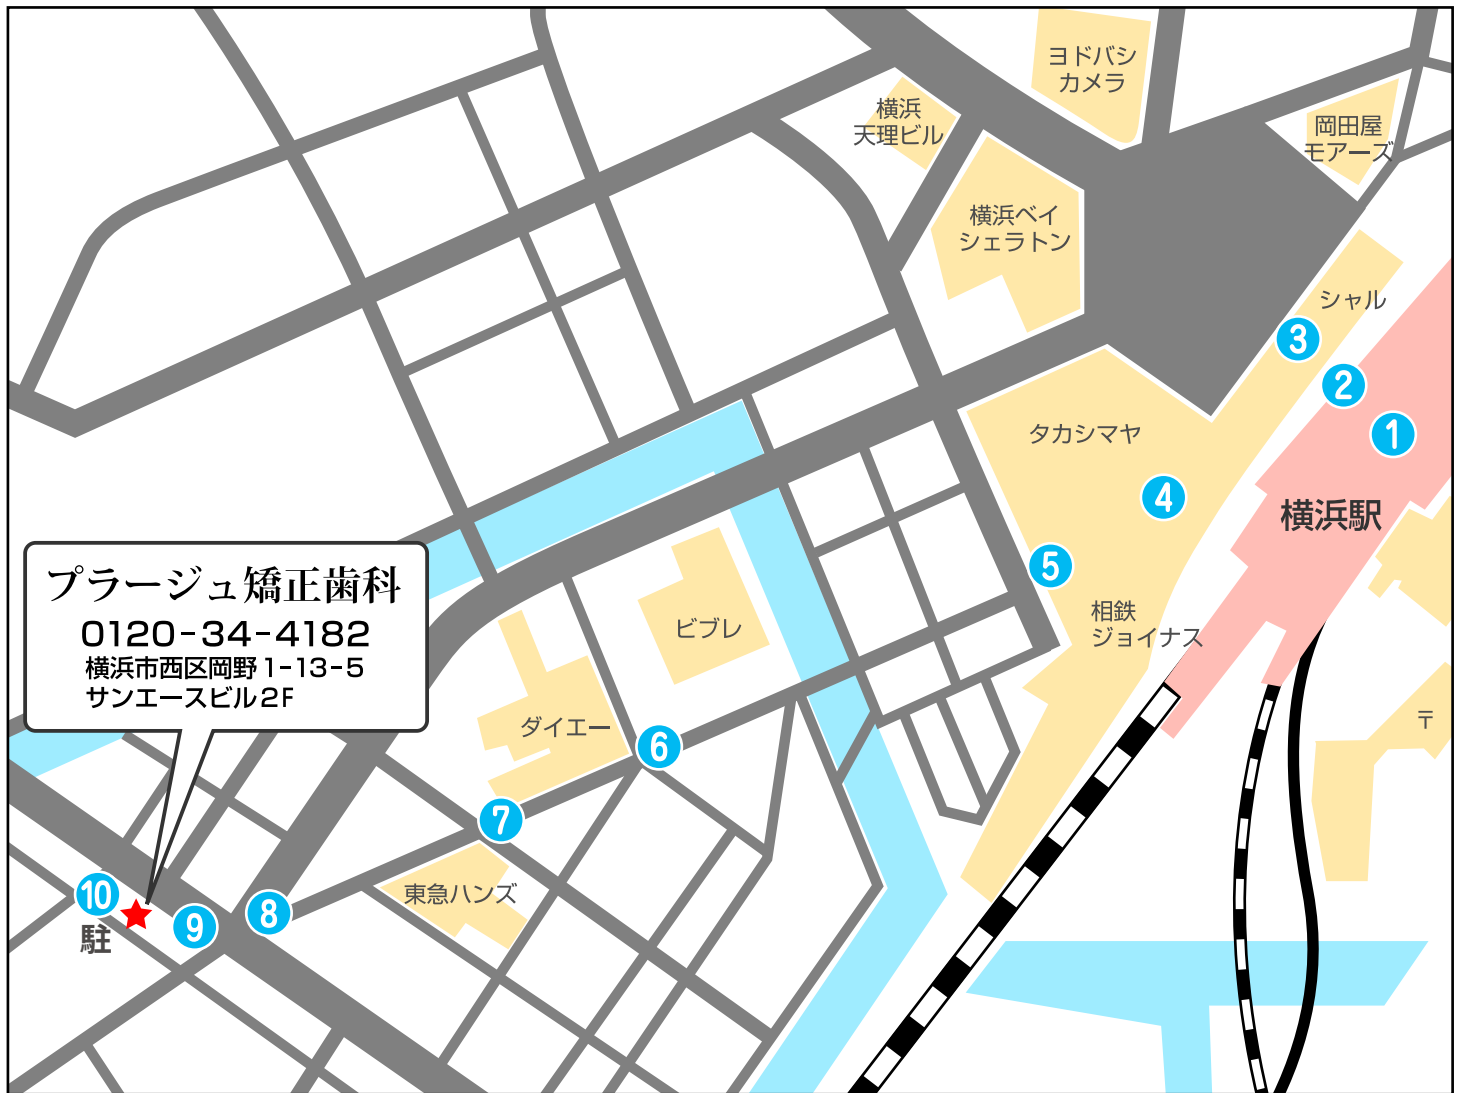 ヨドバシ
カメラ
横浜
天理ビル
岡田屋
モアーズ
横浜ベイ
シェラトン
シャル
3
2
1
タカシマヤ
4
横浜駅
5
相鉄
ジョイナス
プラージュ矯正歯科
0120-34-4182
横浜市西区岡野1-13-5
サンエースビル2F
ビブレ
ダイエー
6
〒
7
東急ハンズ
8
10
9
駐